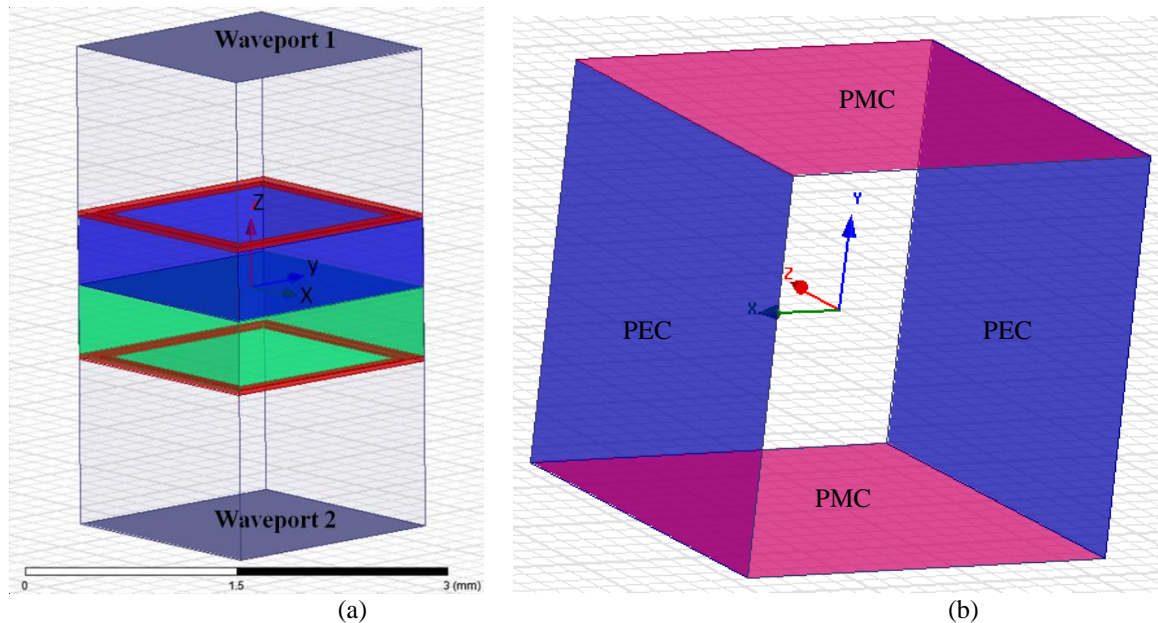 Waveport 1
Z
y
X
Waveport 2
0
1.5
3 (mm)
(a)
PMC
Y
Z
X
PEC
PEC
PMC
(b)